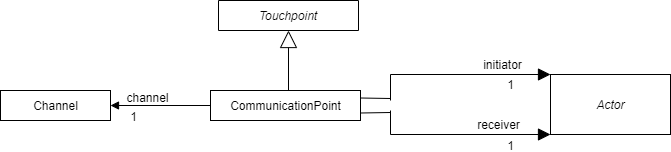 Touchpoint
initiator
1
channel
Channel
CommunicationPoint
Actor
1
receiver
1